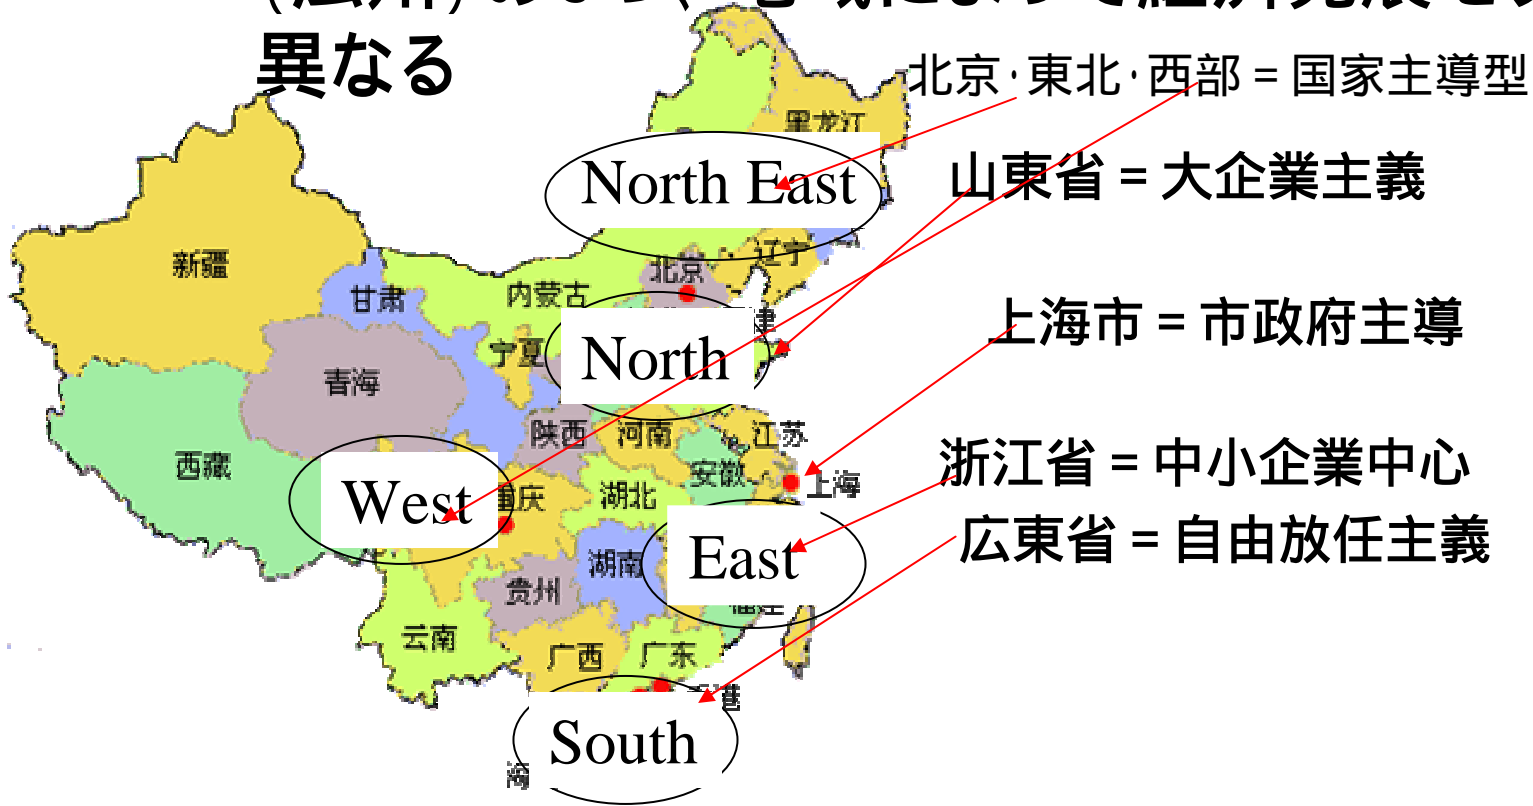 異なる
北京·東北·西部 = 国家主導型
黑龙江
North East
山東省 = 大企業主義
辽宁
新疆
北京
甘肃
内蒙古
上海市 = 市政府主導
宁夏
North
青海
陕西
河南
江苏
浙江省 = 中小企業中心
西藏
安徽
上海
West
重庆
湖北
広東省 = 自由放任主義
East
湖南
贵州
福建
云南
广西
广东
South